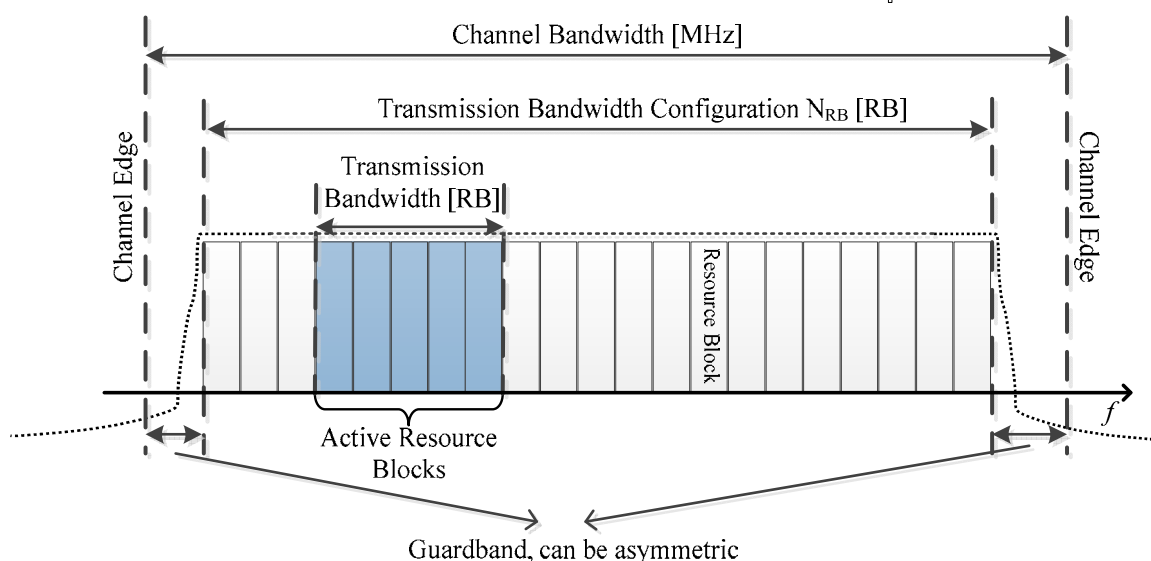 Channel Bandwidth [MHz]
Transmission Bandwidth Configuration N_RB [RB]
Transmission
Bandwidth [RB]
Channel Edge
Channel Edge
Resource Block
f
Active Resource
Blocks
Guardband, can be asymmetric